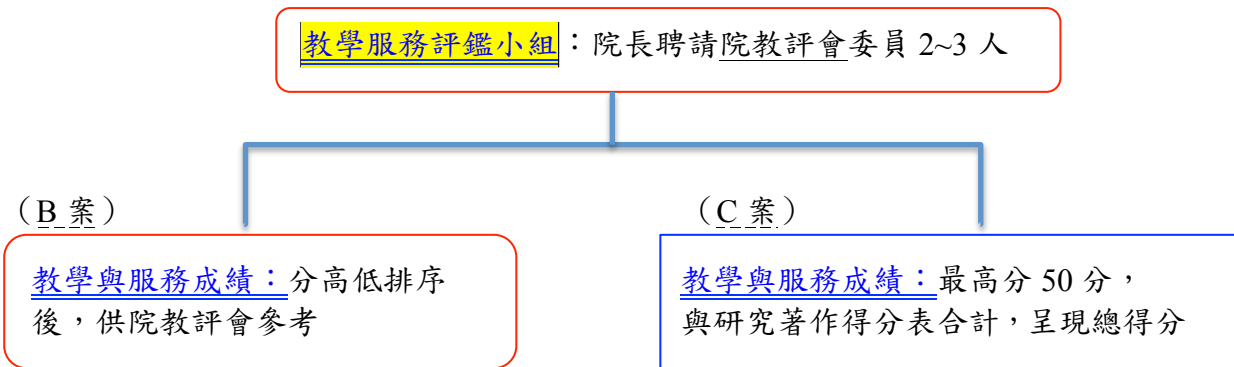 教學服務評鑑小組：院長聘請院教評會委員 2~3 人
（B 案）
教學與服務成績：分高低排序
後，供院教評會參考
（C 案）
教學與服務成績：最高分 50 分，
與研究著作得分表合計，呈現總得分